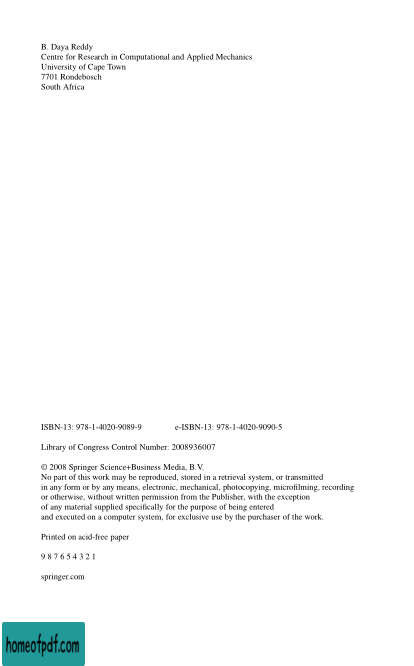 B. Daya Reddy
Centre for Research in Computational and Applied Mechanics
University of Cape Town
7701 Rondebosch
South Africa
ISBN-13: 978-1-4020-9089-9 e-ISBN-13: 978-1-4020-9090-5
Library of Congress Control Number: 2008936007
© 2008 Springer Science+Business Media, B.V.
No part of this work may be reproduced, stored in a retrieval system, or transmitted
in any form or by any means, electronic, mechanical, photocopying, microfilming, recording
or otherwise, without written permission from the Publisher, with the exception
of any material supplied specifically for the purpose of being entered
and executed on a computer system, for exclusive use by the purchaser of the work.
Printed on acid-free paper
9 8 7 6 5 4 3 2 1
springer.com
homeofpdf.com